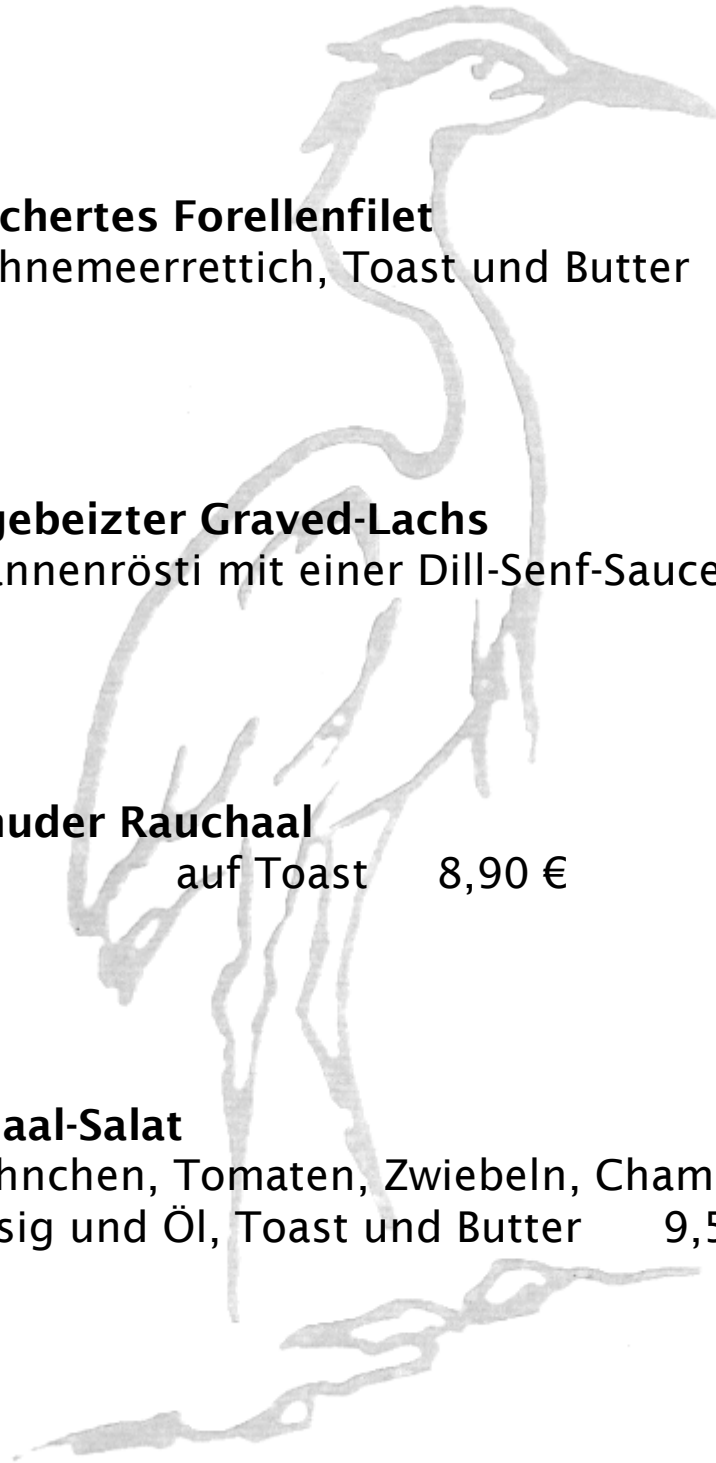 chertes Forellenfilet
hnemeerrettich, Toast und Butter
gebeizter Graved-Lachs
annenrösti mit einer Dill-Senf-Sauce
uder Rauchaal
auf Toast 8,90 €
aal-Salat
hnchen, Tomaten, Zwiebeln, Cham
sig und Öl, Toast und Butter 9,5